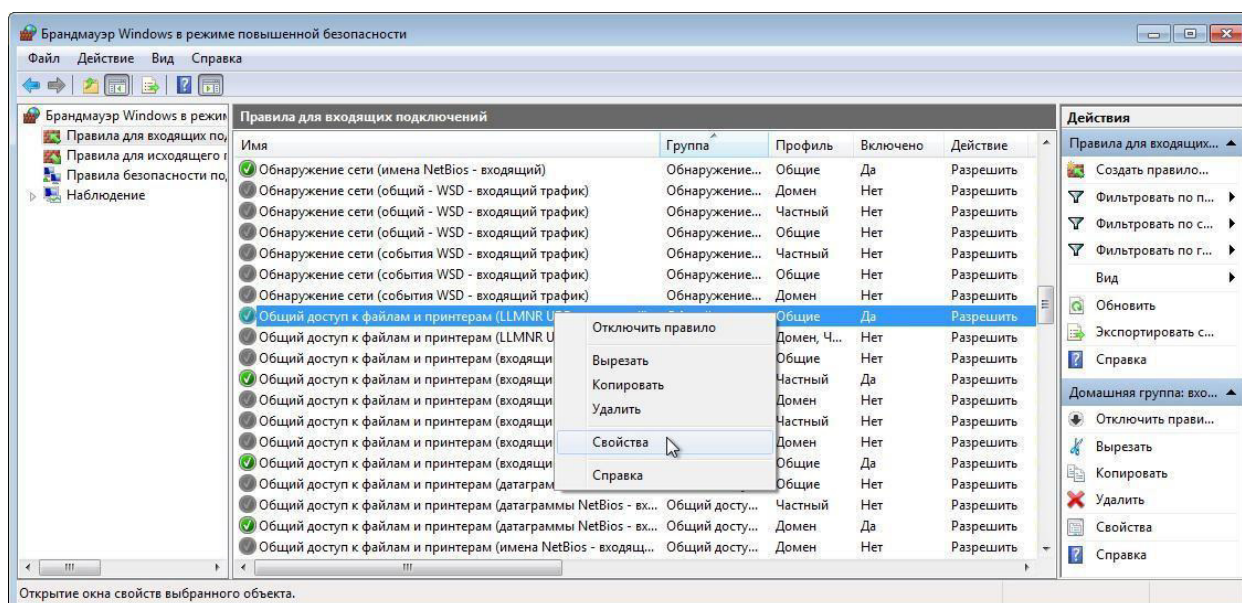 Брандмауэр Windows в режиме повышенной безопасности
Файл Действие Вид Справка
Брандмауэр Windows в режим
Правила для входящих по
Правила для исходящего
Правила безопасности по
Наблюдение
Правила для входящих подключений
Имя Группа Профиль Включено Действие
Обнаружение сети (имена NetBios - входящий) Обнаружение... Общие Да Разрешить
Обнаружение сети (общий - WSD - входящий трафик) Обнаружение... Домен Нет Разрешить
Обнаружение сети (общий - WSD - входящий трафик) Обнаружение... Частный Нет Разрешить
Обнаружение сети (общий - WSD - входящий трафик) Обнаружение... Общие Нет Разрешить
Обнаружение сети (события WSD - входящий трафик) Обнаружение... Частный Нет Разрешить
Обнаружение сети (события WSD - входящий трафик) Обнаружение... Общие Нет Разрешить
Обнаружение сети (события WSD - входящий трафик) Обнаружение... Домен Нет Разрешить
Общий доступ к файлам и принтерам (LLMNR Общие Да Разрешить
Общий доступ к файлам и принтерам (LLMNR U Домен, Ч... Нет Разрешить
Общий доступ к файлам и принтерам (входящи Общие Нет Разрешить
Общий доступ к файлам и принтерам (входящи Частный Да Разрешить
Общий доступ к файлам и принтерам (входящи Домен Нет Разрешить
Общий доступ к файлам и принтерам (входящи Частный Нет Разрешить
Общий доступ к файлам и принтерам (входящи Домен Нет Разрешить
Общий доступ к файлам и принтерам (входящи Общие Да Разрешить
Общий доступ к файлам и принтерам (датаграм Общие Нет Разрешить
Общий доступ к файлам и принтерам (датаграммы NetBios - вх... Общий досту... Частный Нет Разрешить
Общий доступ к файлам и принтерам (датаграммы NetBios - вх... Общий досту... Домен Да Разрешить
Общий доступ к файлам и принтерам (имена NetBios - входящ... Общий досту... Домен Нет Разрешить
Отключить правило
Вырезать
Копировать
Удалить
Свойства
Справка
Действия
Правила для входящих...
Создать правило...
Фильтровать по п...
Фильтровать по с...
Фильтровать по г...
Вид
Обновить
Экспортировать с...
Справка
Домашняя группа: вхо...
Отключить прави...
Вырезать
Копировать
Удалить
Свойства
Справка
Открытие окна свойств выбранного объекта.